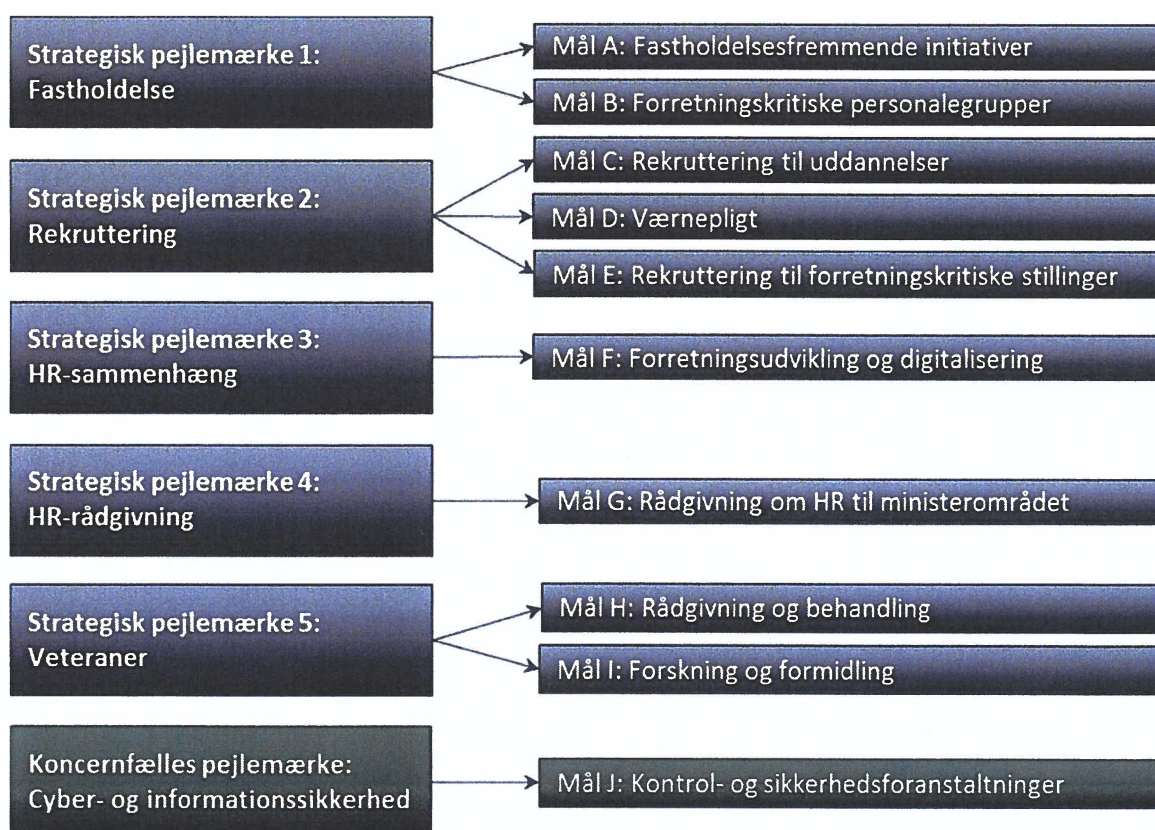 Strategisk pejlemærke 1:
Fastholdelse
Mål A: Fastholdelsesfremmende initiativer
Mål B: Forretningskritiske personalegrupper
Strategisk pejlemærke 2:
Rekruttering
Mål C: Rekruttering til uddannelser
Mål D: Værnepligt
Mål E: Rekruttering til forretningskritiske stillinger
Strategisk pejlemærke 3:
HR-sammenhæng
Mål F: Forretningsudvikling og digitalisering
Strategisk pejlemærke 4:
HR-rådgivning
Mål G: Rådgivning om HR til ministerområdet
Strategisk pejlemærke 5:
Veteraner
Mål H: Rådgivning og behandling
Mål I: Forskning og formidling
Koncernfælles pejlemærke:
Cyber- og informationssikkerhed
Mål J: Kontrol- og sikkerhedsforanstaltninger